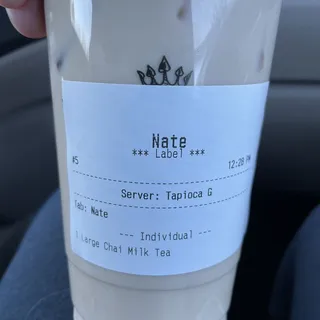 Nate
*** Label ***
#5 12:28 PM
Server: Tapioca G
Tab: Nate
--- Individual ---
1 Large Chai Milk Tea